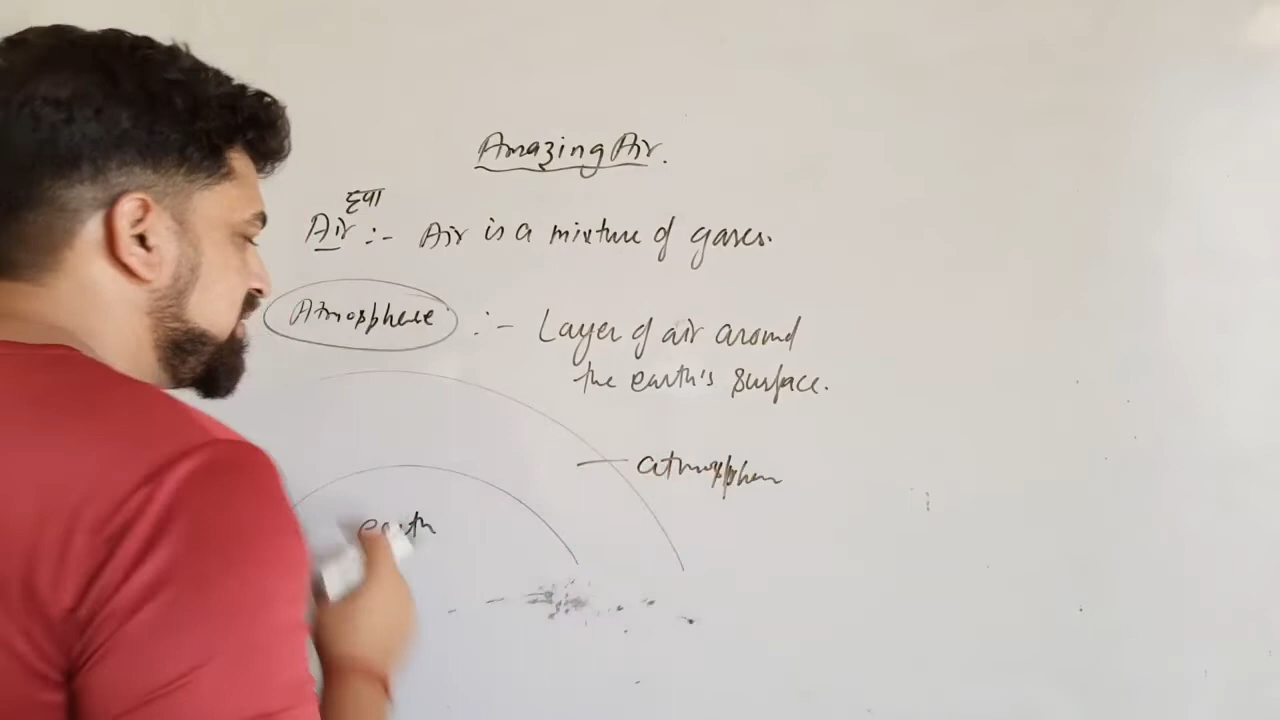 Amazing Air.
हवा
Air :- Air is a mixture of gases.
Atmosphere :- Layer of air around
the earth's surface.
atmosphere
earth